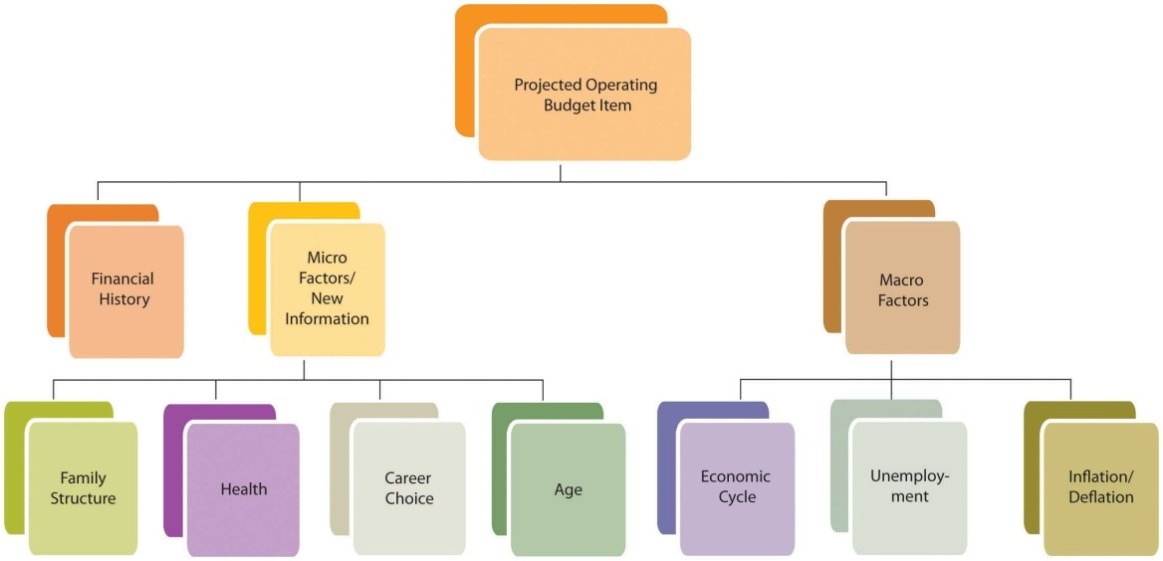 Projected Operating
Budget Item
Financial
History
Micro
Factors/
New
Information
Macro
Factors
Family
Structure
Health
Career
Choice
Age
Economic
Cycle
Unemploy-
ment
Inflation/
Deflation